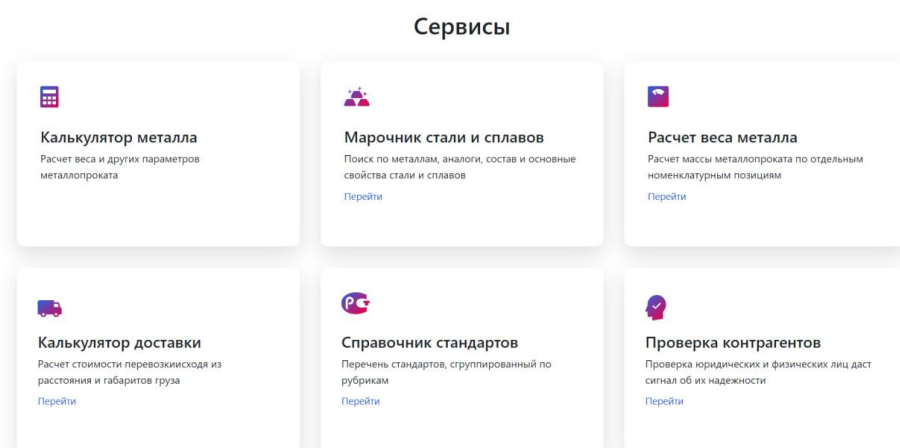 Сервисы
Калькулятор металла
Расчет веса и других параметров
металлопроката
Марочник стали и сплавов
Поиск по металлам, аналоги, состав и основные
свойства стали и сплавов
Перейти
Расчет веса металла
Расчет массы металлопроката по отдельным
номенклатурным позициям
Перейти
Калькулятор доставки
Расчет стоимости перевозкиисходя из
расстояния и габаритов груза
Перейти
Справочник стандартов
Перечень стандартов, сгруппированный по
рубрикам
Перейти
Проверка контрагентов
Проверка юридических и физических лиц даст
сигнал об их надежности
Перейти